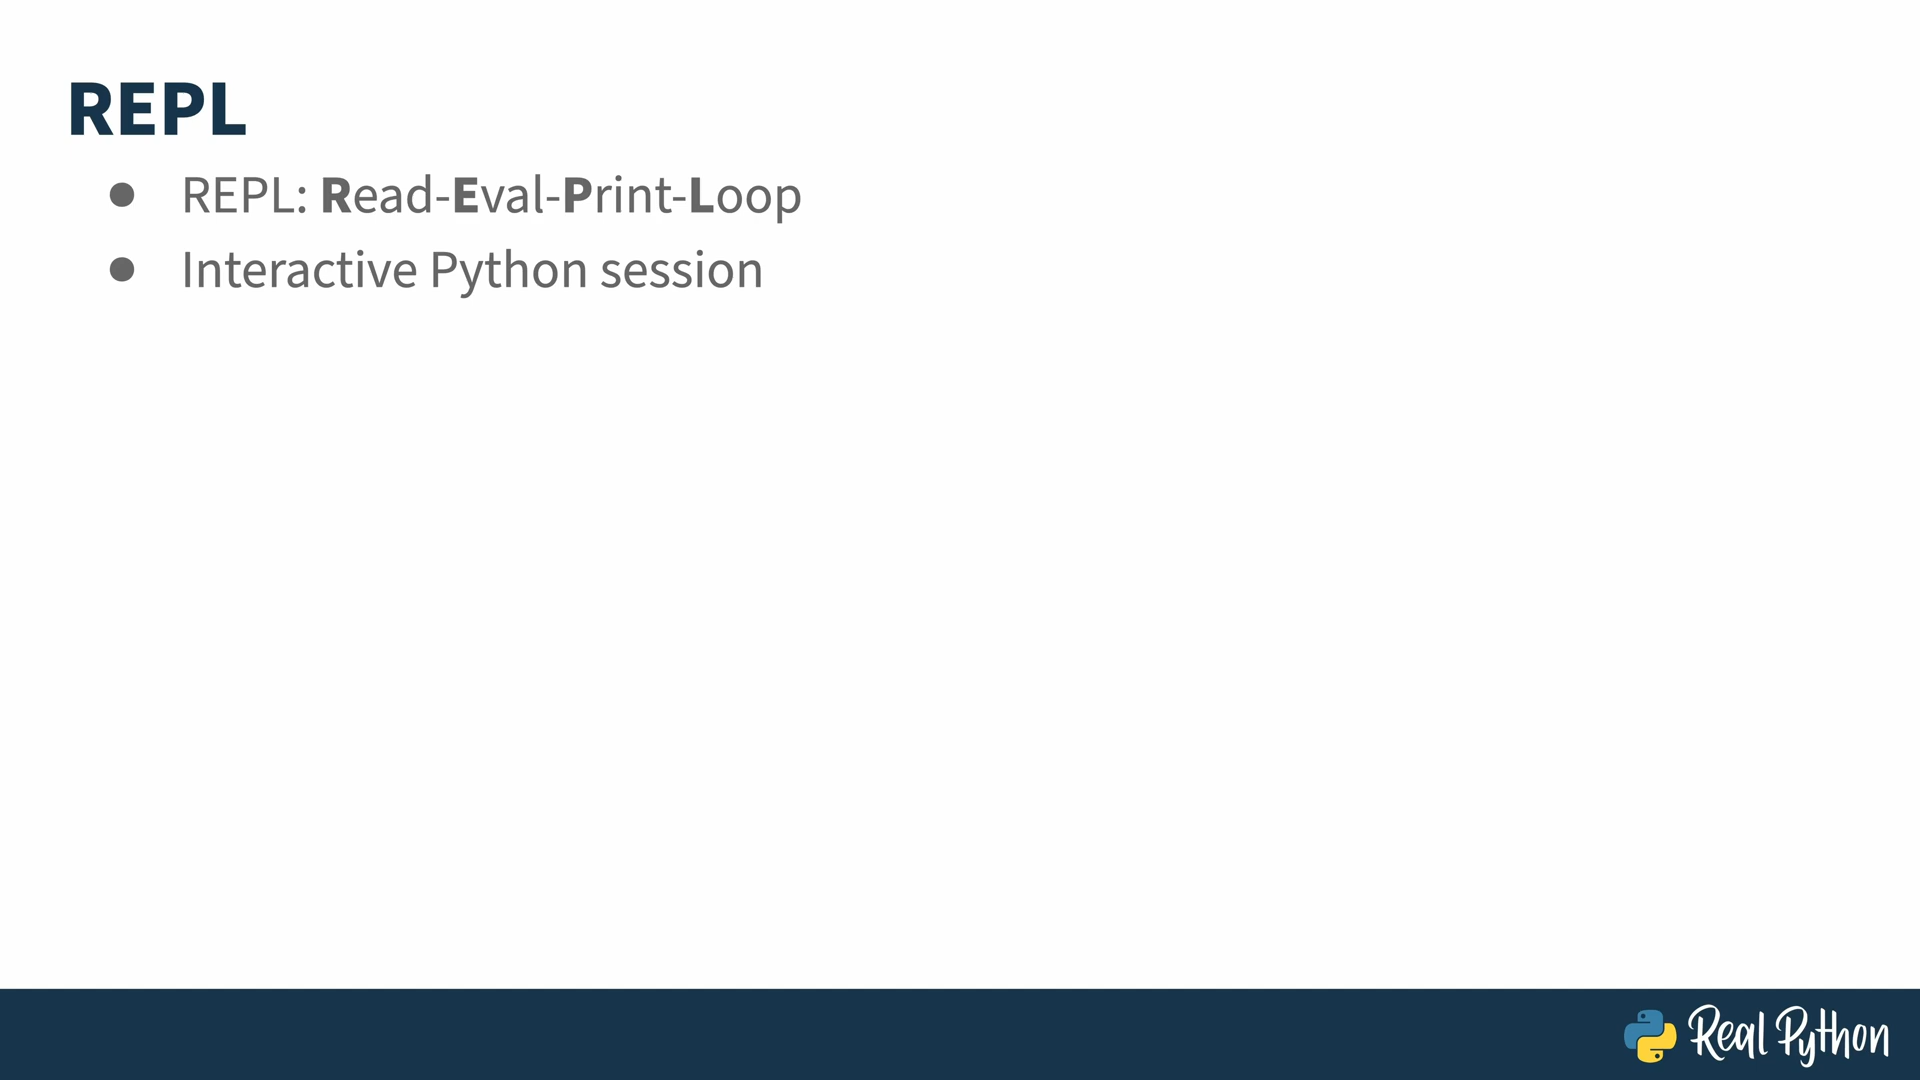 REPL
● REPL: Read-Eval-Print-Loop
● Interactive Python session
Real Python